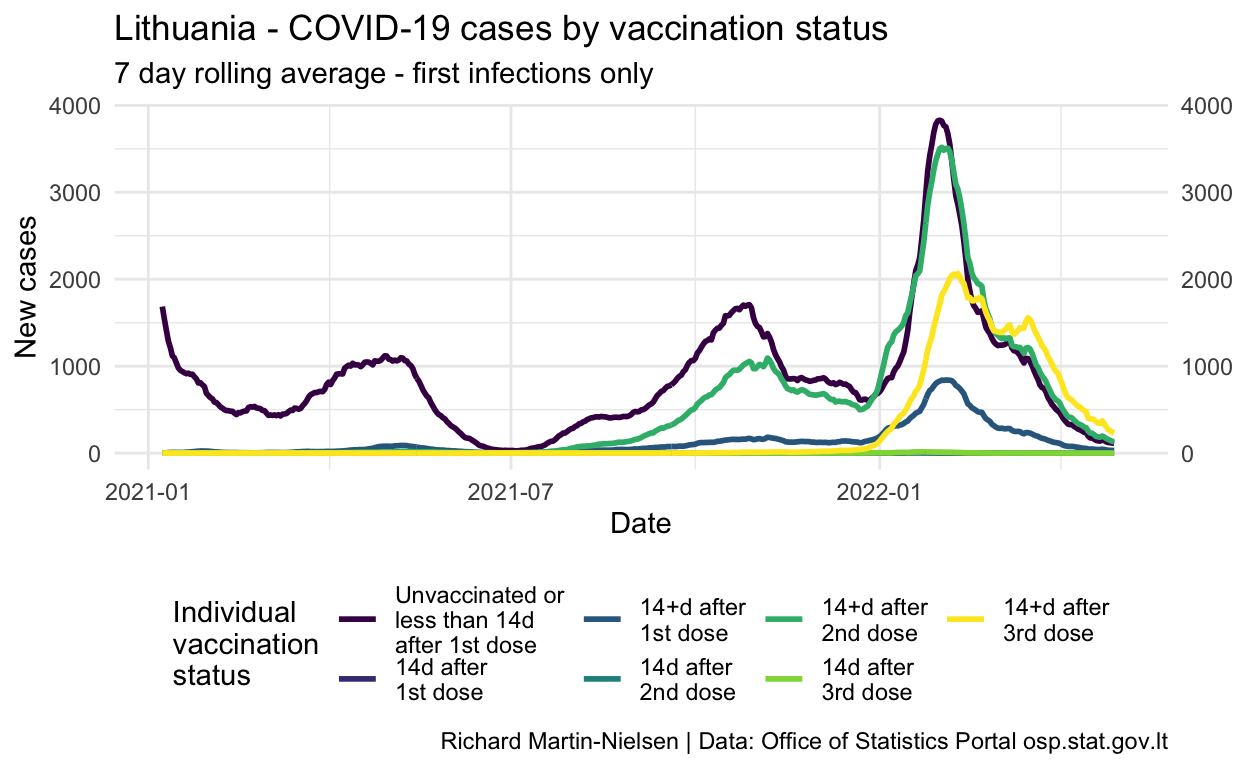 Lithuania - COVID-19 cases by vaccination status
7 day rolling average - first infections only
4000
4000
3000
3000
2000
2000
1000
1000
0
0
New cases
2021-01
2021-07
2022-01
Date
Individual
vaccination
status
Unvaccinated or
less than 14d
after 1st dose
14d after
1st dose
14+d after
1st dose
14d after
2nd dose
14+d after
2nd dose
14d after
3rd dose
14+d after
3rd dose
Richard Martin-Nielsen | Data: Office of Statistics Portal osp.stat.gov.lt